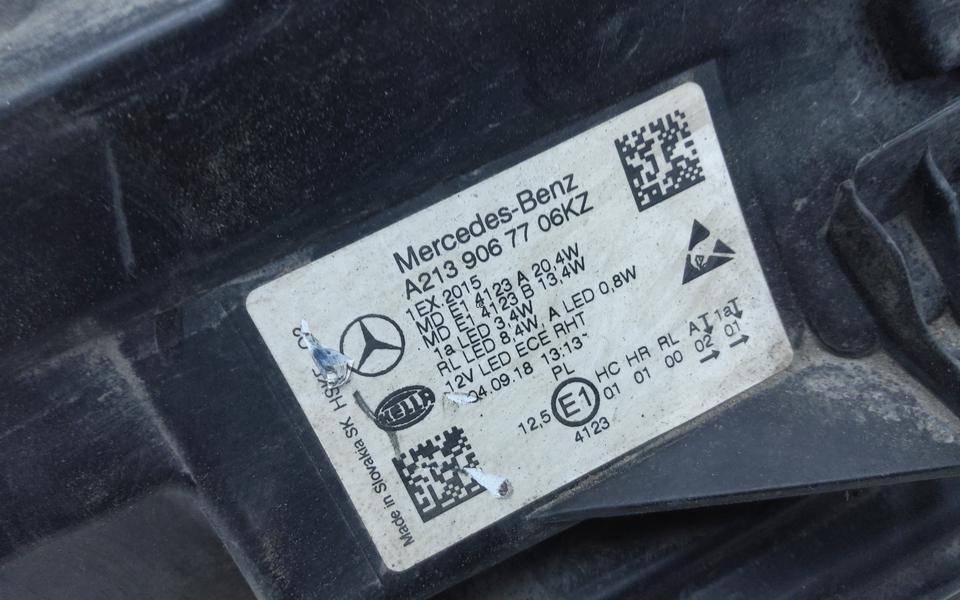 Mercedes-Benz
A213 906 77 06KZ
1EX 2015
MD E1 4123 A 20,4W
MD E1 4123 B 13,4W
1a LED 3,4W
RL LED 8,4W, A LED 0,8W
12V LED ECE RHT
04.09.18 13:13
PL
HC HR RL A 1a
12,5 E1 01 01 00 02 01
4123
HELLA
Made in Slovakia SK